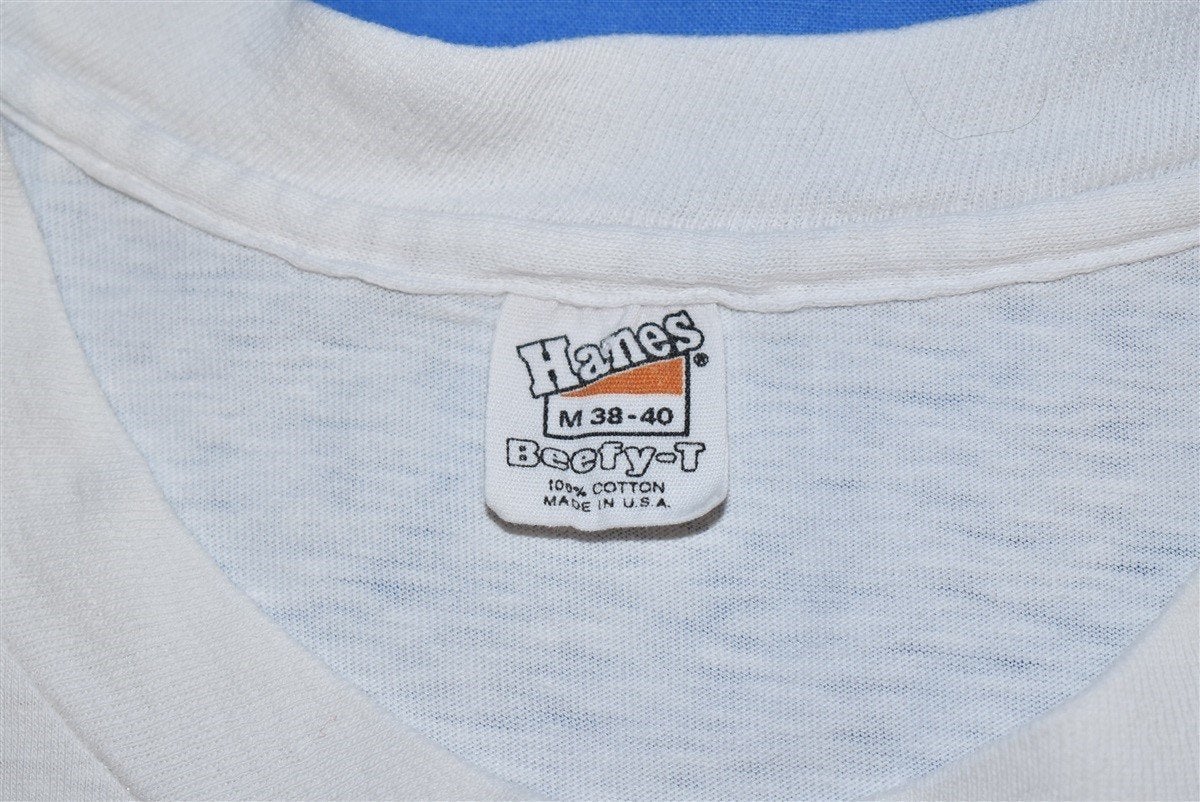 Hanes®
M 38-40
Beefy-T
100% COTTON
MADE IN U.S.A.